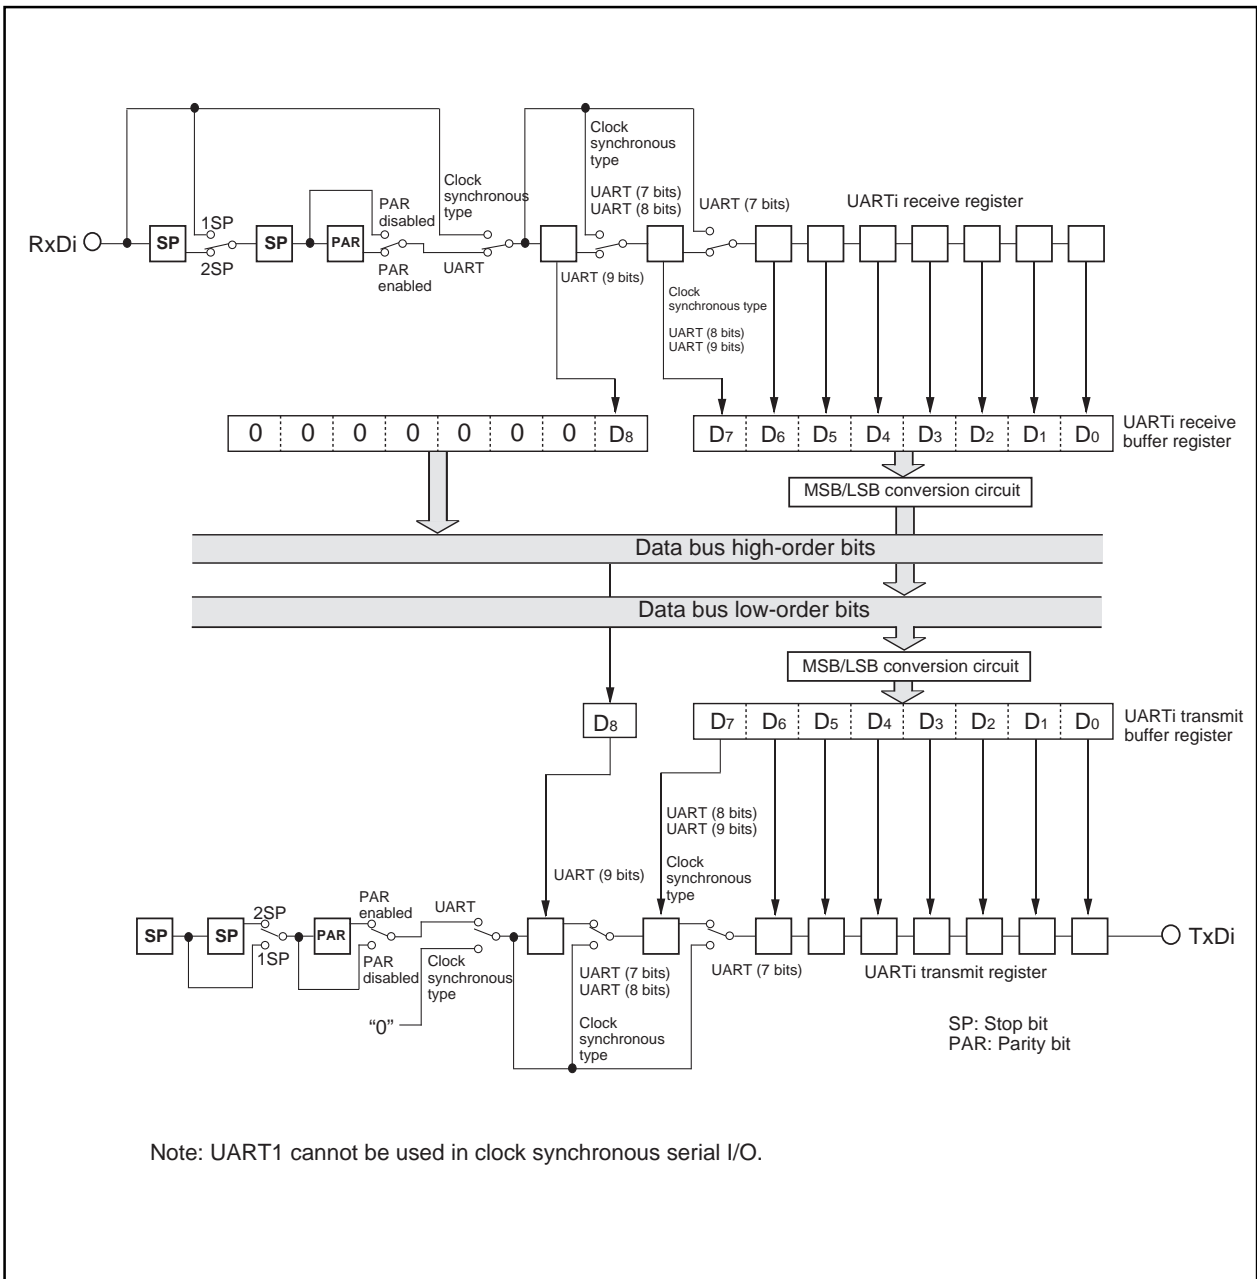 Clock
synchronous
type
UART (7 bits)
UART (8 bits)
Clock
synchronous
type
PAR
disabled
1SP
UART (7 bits)
UARTi receive register
RxDi
SP
SP
PAR
2SP
PAR
enabled
UART
UART (9 bits)
Clock
synchronous type
UART (8 bits)
UART (9 bits)
0 0 0 0 0 0 0 D8
D7 D6 D5 D4 D3 D2 D1 D0
UARTi receive
buffer register
MSB/LSB conversion circuit
Data bus high-order bits
Data bus low-order bits
MSB/LSB conversion circuit
D8
D7 D6 D5 D4 D3 D2 D1 D0
UARTi transmit
buffer register
UART (8 bits)
UART (9 bits)
Clock
synchronous
type
UART (9 bits)
PAR
enabled
UART
2SP
SP
SP
PAR
TxDi
1SP
PAR
disabled
Clock
synchronous
type
UART (7 bits)
UART (8 bits)
UART (7 bits)
UARTi transmit register
“0”
Clock
synchronous
type
SP: Stop bit
PAR: Parity bit
Note: UART1 cannot be used in clock synchronous serial I/O.